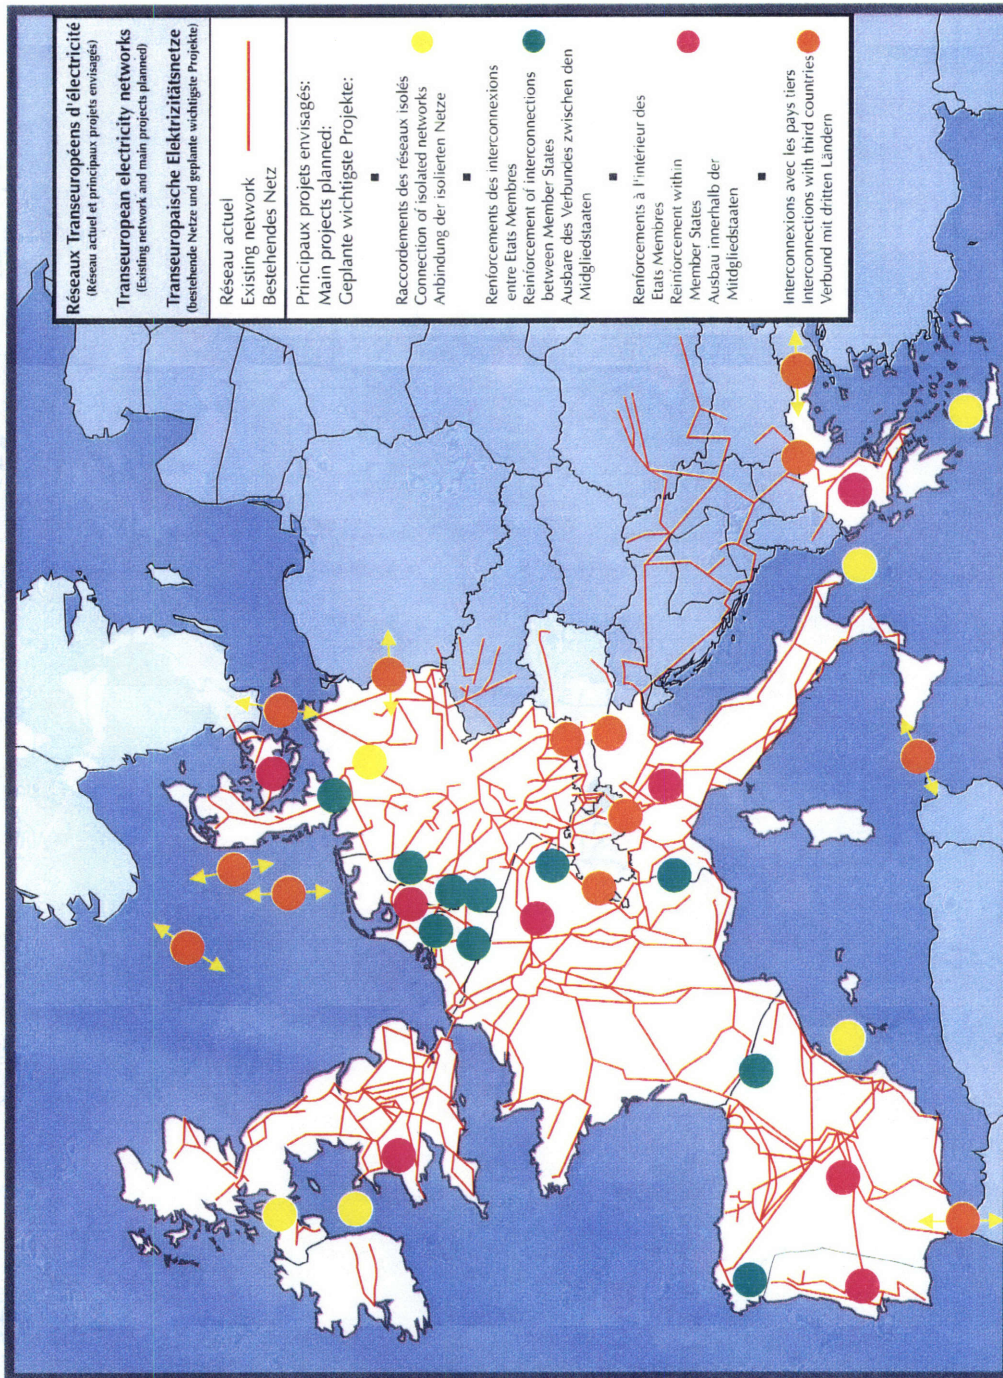 Réseaux Transeuropéens d'électricité
(Réseau actuel et principaux projets envisagés)
Transeuropean electricity networks
(Existing network and main projects planned)
Transeuropaische Elektrizitätsnetze
(bestehende Netze und geplante wichtigste Projekte)
Réseau actuel
Existing network
Bestehendes Netz
Principaux projets envisagés:
Main projects planned:
Geplante wichtigste Projekte:
Raccordements des réseaux isolés
Connection of isolated networks
Anbindung der isolierten Netze
Renforcements des interconnexions
entre Etats Membres
Reinforcement of interconnections
between Member States
Ausbare des Verbundes zwischen den
Midgliedstaaten
Renforcements à l'intérieur des
Etats Membres
Reinforcement within
Member States
Ausbau innerhalb der
Mitdgliedstaaten
Interconnexions avec les pays tiers
Interconnections with third countries
Verbund mit dritten Ländern